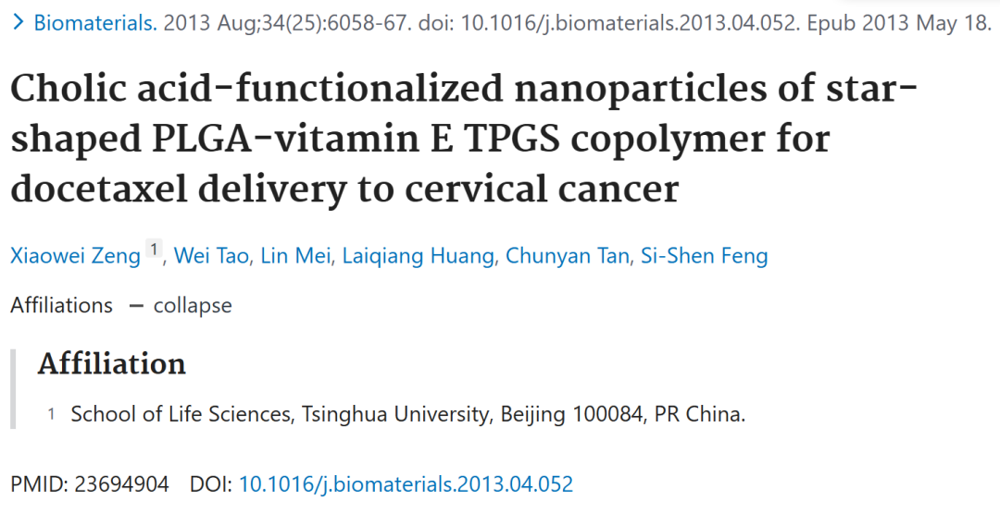 > Biomaterials. 2013 Aug;34(25):6058-67. doi: 10.1016/j.biomaterials.2013.04.052. Epub 2013 May 18.
Cholic acid-functionalized nanoparticles of star-
shaped PLGA-vitamin E TPGS copolymer for
docetaxel delivery to cervical cancer
Xiaowei Zeng 1, Wei Tao, Lin Mei, Laiqiang Huang, Chunyan Tan, Si-Shen Feng
Affiliations — collapse
Affiliation
1 School of Life Sciences, Tsinghua University, Beijing 100084, PR China.
PMID: 23694904 DOI: 10.1016/j.biomaterials.2013.04.052